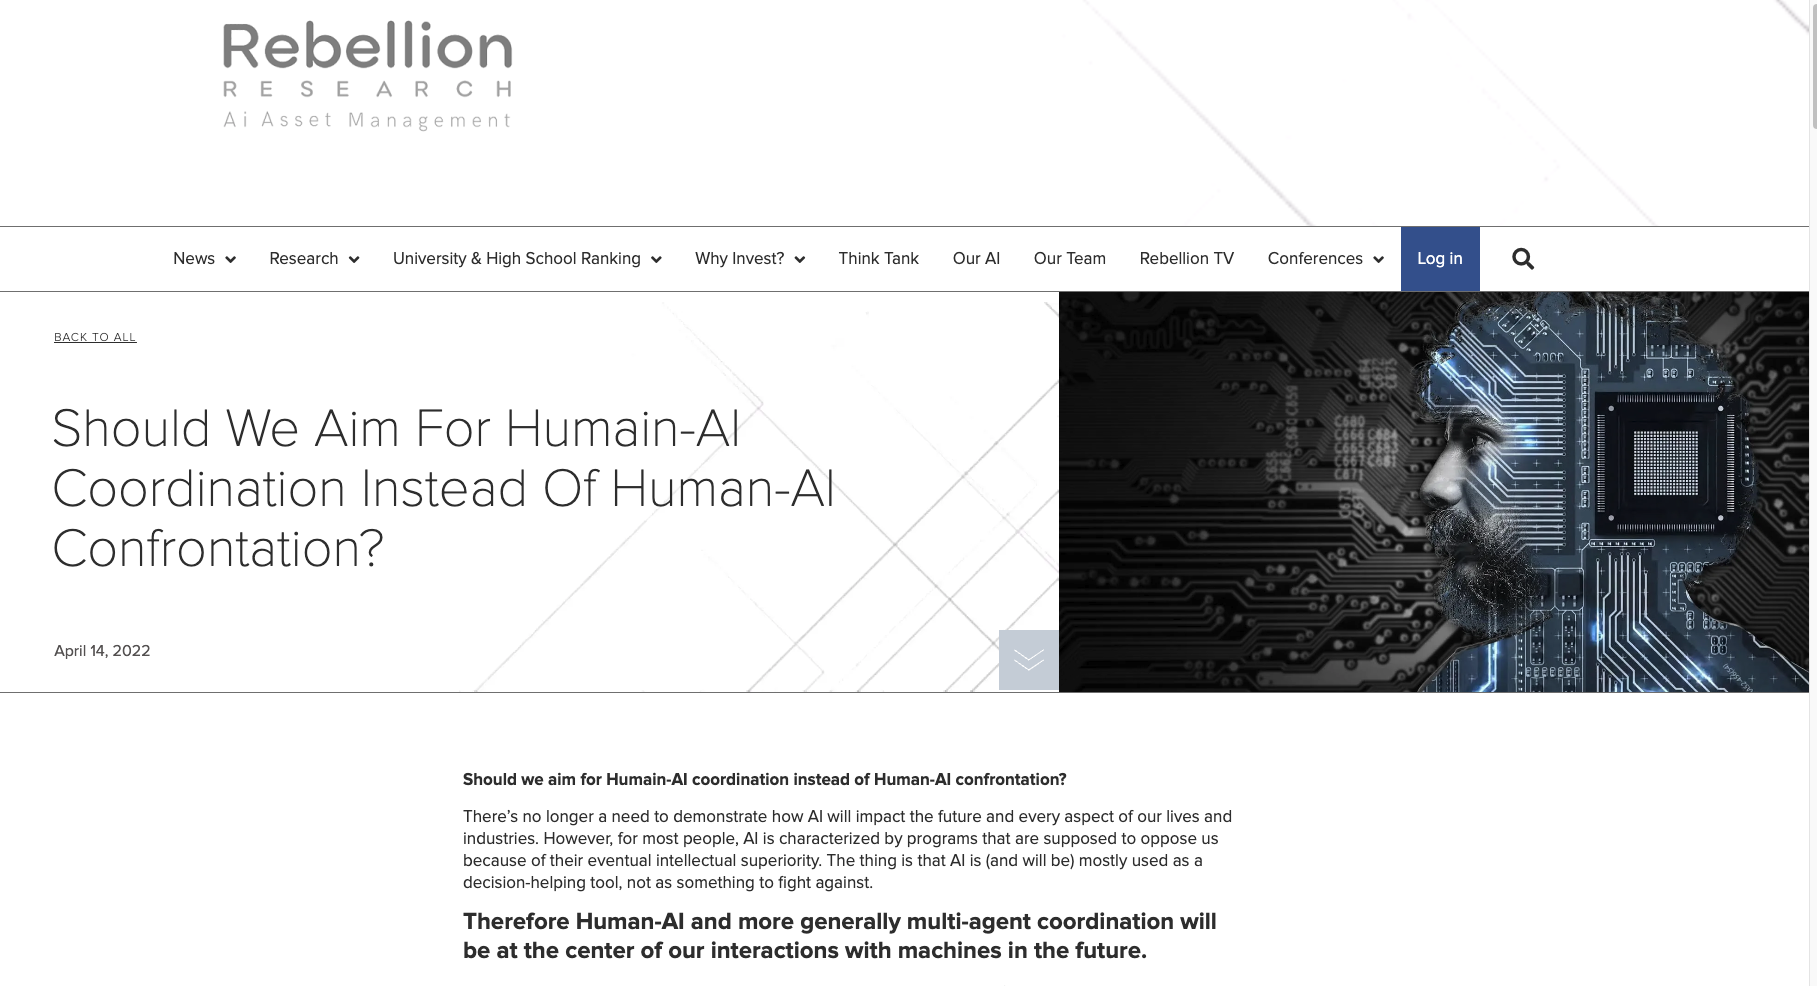 Rebellion
RESEARCH
Ai Asset Management
News
Research
University & High School Ranking
Why Invest?
Think Tank
Our AI
Our Team
Rebellion TV
Conferences
Log in
BACK TO ALL
Should We Aim For Humain-AI
Coordination Instead Of Human-AI
Confrontation?
April 14, 2022
Should we aim for Humain-AI coordination instead of Human-AI confrontation?
There’s no longer a need to demonstrate how AI will impact the future and every aspect of our lives and
industries. However, for most people, AI is characterized by programs that are supposed to oppose us
because of their eventual intellectual superiority. The thing is that AI is (and will be) mostly used as a
decision-helping tool, not as something to fight against.
Therefore Human-AI and more generally multi-agent coordination will
be at the center of our interactions with machines in the future.